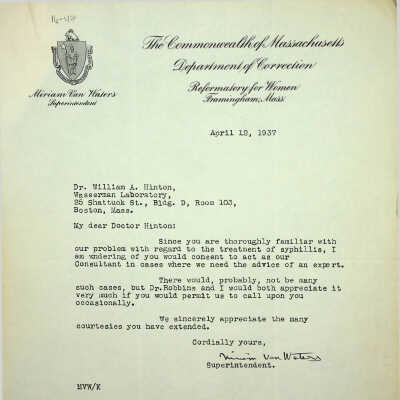 The Commonwealth of Massachusetts
Department of Correction
Reformatory for Women
Framingham, Mass.
Miriam Van Waters
Superintendent
April 12, 1937
Dr. William A. Hinton,
Wasserman Laboratory,
25 Shattuck St., Bldg. D, Room 103,
Boston, Mass.
My dear Doctor Hinton:
Since you are thoroughly familiar with
our problem with regard to the treatment of syphillis, I
am wndering of you would consent to act as our
Consultant in cases where we need the advice of an expert.
There would, probably, not be many
such cases, but Dr. Robbins and I would both appreciate it
very much if you would permit us to call upon you
occasionally.
We sincerely appreciate the many
courtesies you have extended.
Cordially yours,
Miriam Van Waters
Superintendent.
MVW/K